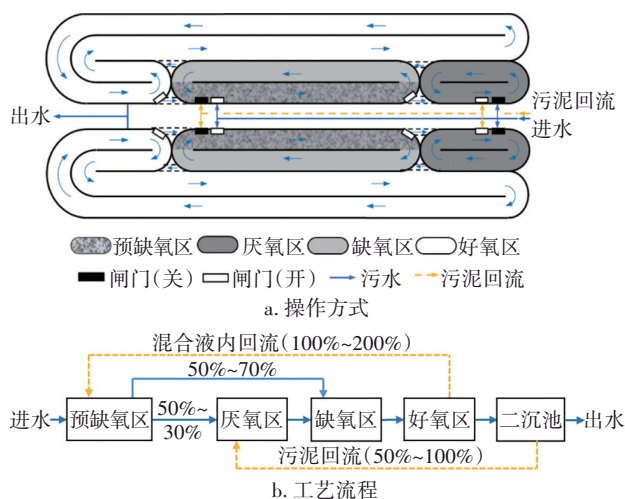 出水
污泥回流
进水
预缺氧区 厌氧区 缺氧区 好氧区
闸门(关) 闸门(开) 污水 污泥回流
a. 操作方式
混合液内回流(100%~200%)
50%~70%
进水 预缺氧区 50%~30% 厌氧区 缺氧区 好氧区 二沉池 出水
污泥回流(50%~100%)
b. 工艺流程